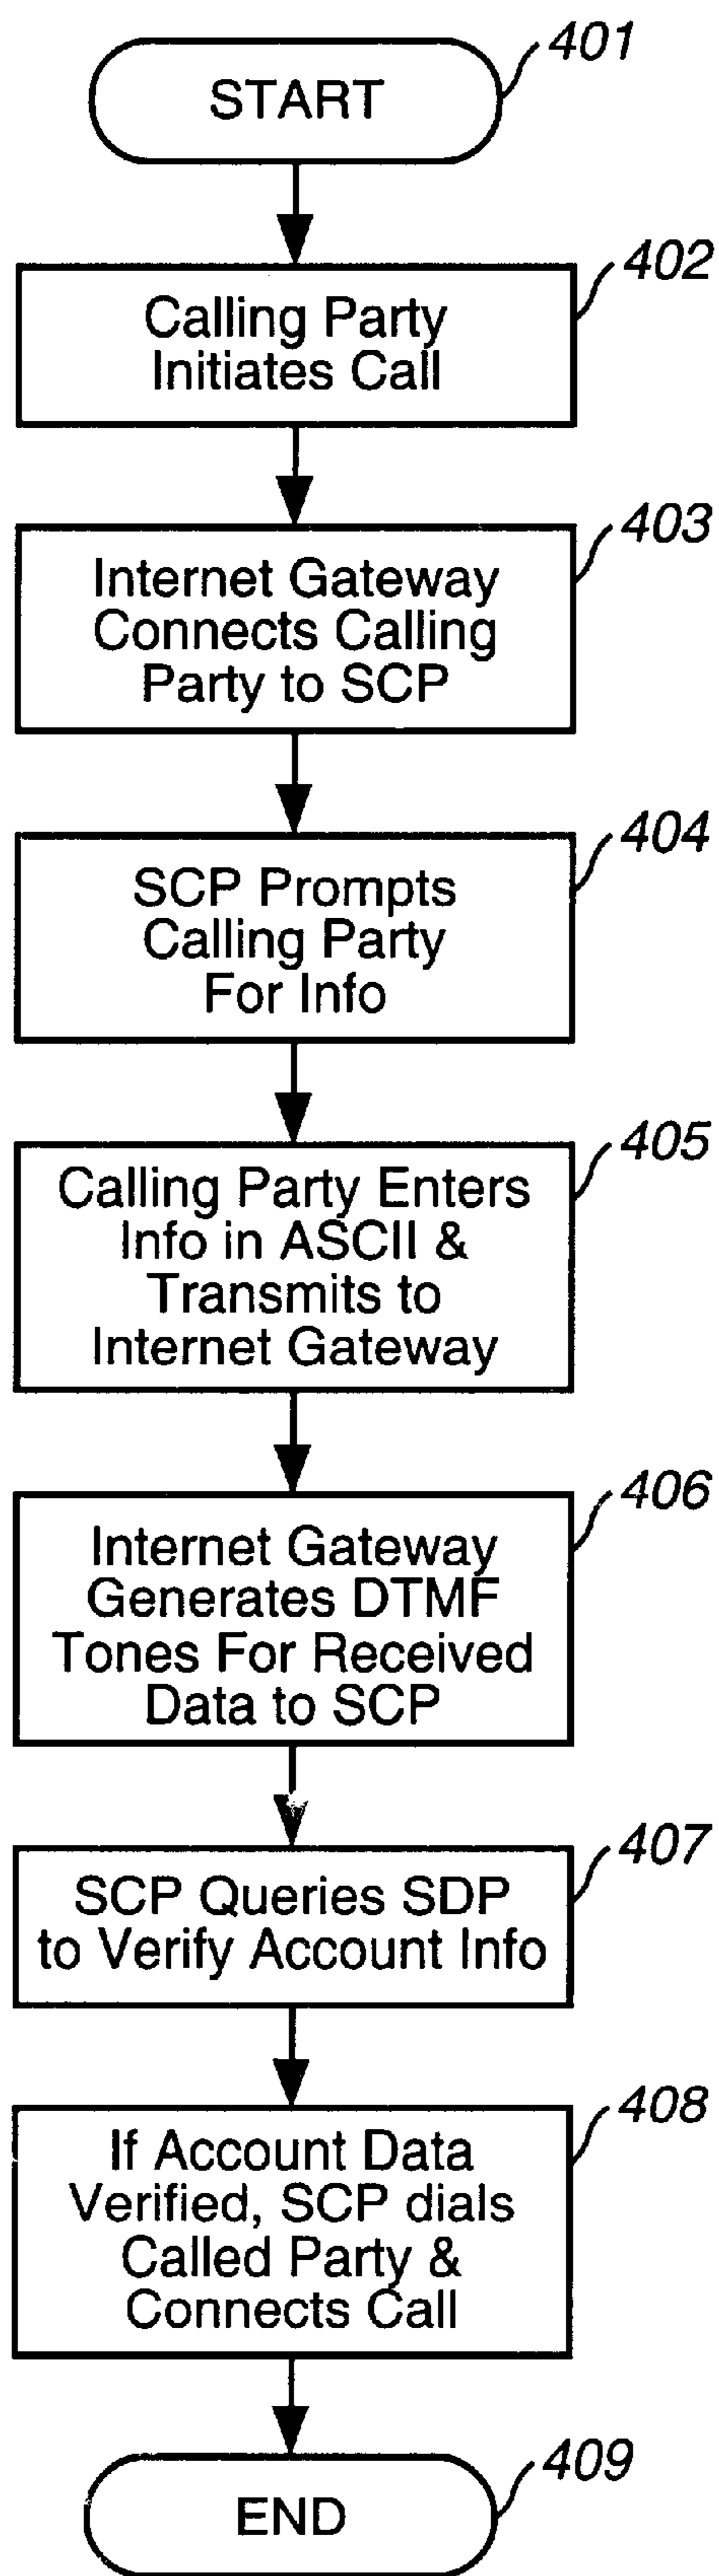 401
START
402
Calling Party
Initiates Call
403
Internet Gateway
Connects Calling
Party to SCP
404
SCP Prompts
Calling Party
For Info
405
Calling Party Enters
Info in ASCII &
Transmits to
Internet Gateway
406
Internet Gateway
Generates DTMF
Tones For Received
Data to SCP
407
SCP Queries SDP
to Verify Account Info
408
If Account Data
Verified, SCP dials
Called Party &
Connects Call
409
END